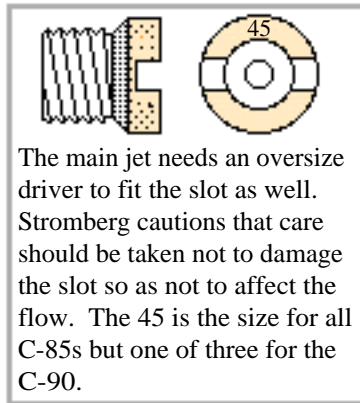 45
The main jet needs an oversize
driver to fit the slot as well.
Stromberg cautions that care
should be taken not to damage
the slot so as not to affect the
flow.  The 45 is the size for all
C-85s but one of three for the
C-90.